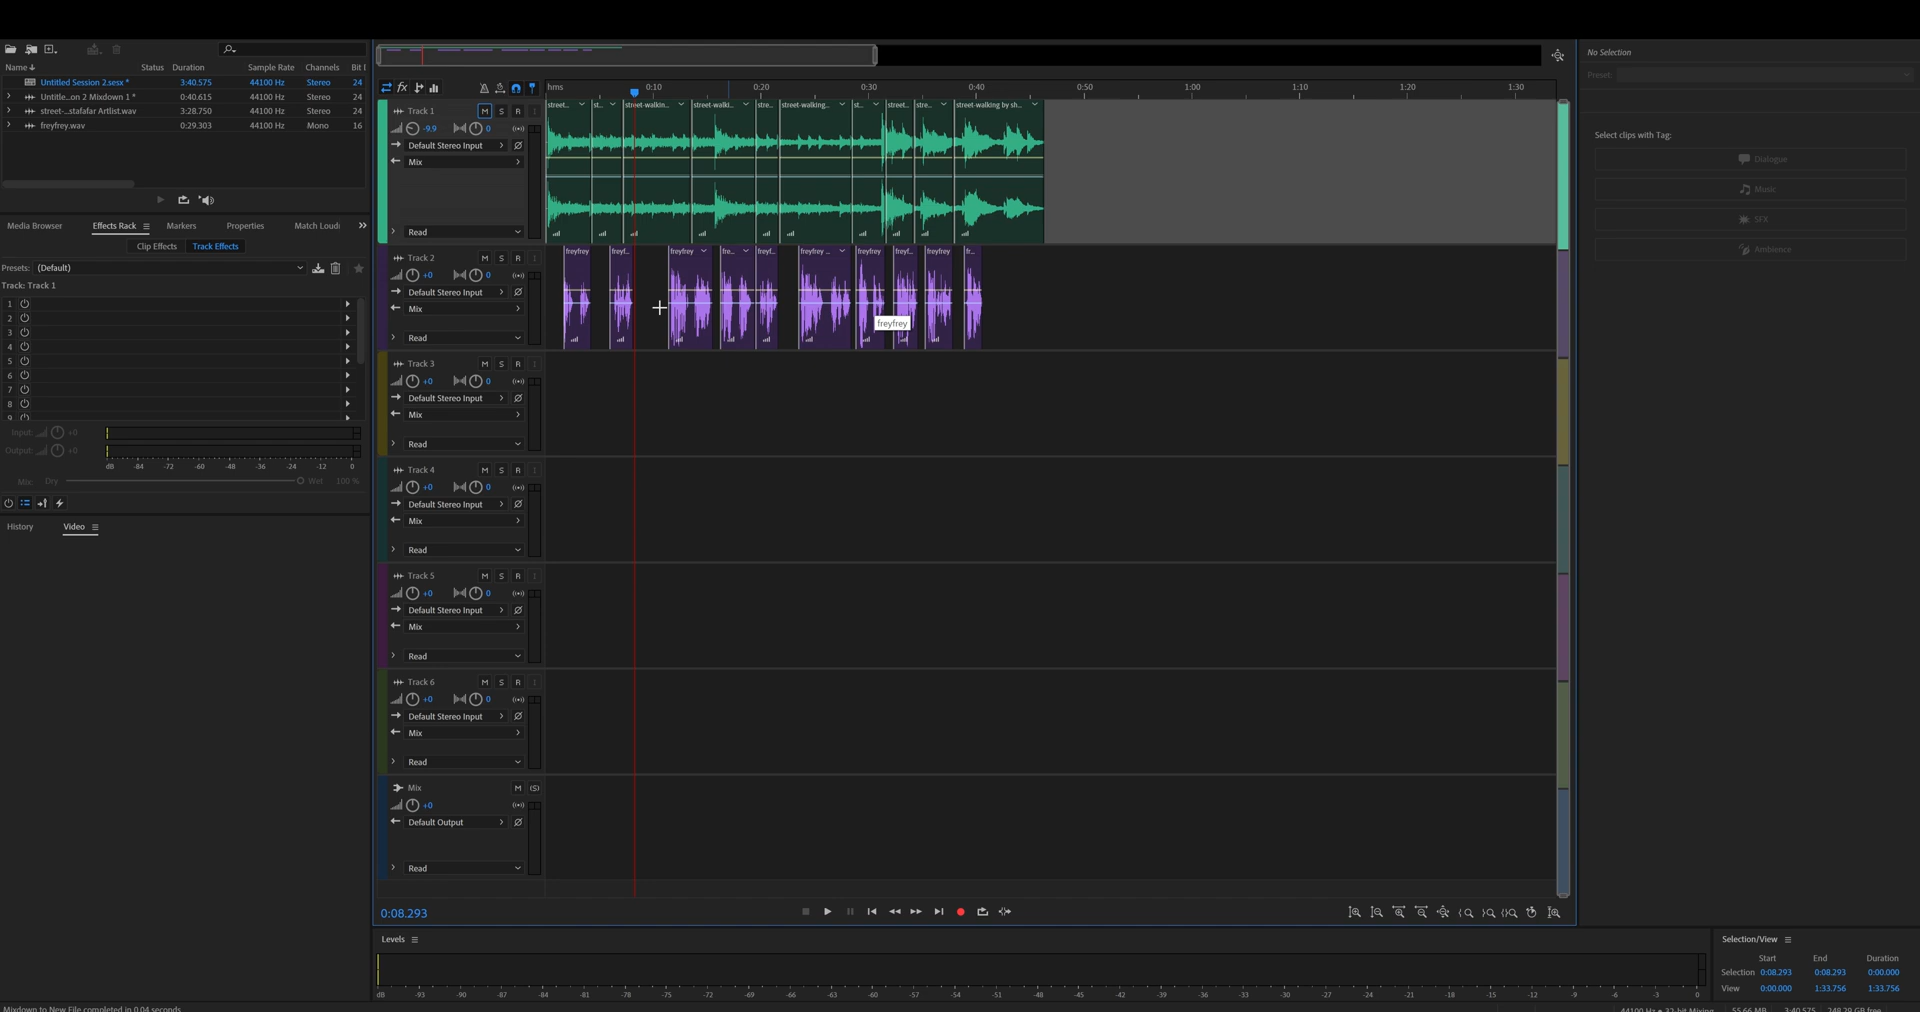 Name Status Duration Sample Rate Channels Bit
Untitled Session 2.sesx * 3:40.575 44100 Hz Stereo 24
Untitle...on 2 Mixdown 1 * 0:40.615 44100 Hz Stereo 24
street-...stafafar Artlist.wav 3:28.750 44100 Hz Stereo 24
freyfrey.wav 0:29.303 44100 Hz Mono 16
Media Browser Effects Rack Markers Properties Match Loud
Clip Effects Track Effects
Presets: (Default)
Track: Track 1
1
2
3
4
5
6
7
8
9
Input: +0
Output: +0
dB -84 -72 -60 -48 -36 -24 -12 0
Mix: Dry Wet 100 %
History Video
fx hms 0:10 0:20 0:30 0:40 0:50 1:00 1:10 1:20 1:30
Track 1 M S R I
-9.9 0
Default Stereo Input
Mix
Read
street... st... street-walkin... street-walki... stre... street-walking... st... street... stre... street-walking by sh...
Track 2 M S R I
+0 0
Default Stereo Input
Mix
Read
freyfrey freyf... freyfrey fre... freyf... freyfrey ... freyfrey freyf... freyfrey fr...
freyfrey
Track 3 M S R I
+0 0
Default Stereo Input
Mix
Read
Track 4 M S R I
+0 0
Default Stereo Input
Mix
Read
Track 5 M S R I
+0 0
Default Stereo Input
Mix
Read
Track 6 M S R I
+0 0
Default Stereo Input
Mix
Read
Mix M (S)
+0
Default Output
Read
0:08.293
Levels
dB -93 -90 -87 -84 -81 -78 -75 -72 -69 -66 -63 -60 -57 -54 -51 -48 -45 -42 -39 -36 -33 -30 -27 -24 -21 -18 -15 -12 -9 -6 -3 0
No Selection
Preset:
Select clips with Tag:
Dialogue
Music
SFX
Ambience
Selection/View
Start End Duration
Selection 0:08.293 0:08.293 0:00.000
View 0:00.000 1:33.756 1:33.756
Mixdown to New File completed in 0.04 seconds
44100 Hz • 32-bit Mixing 55.66 MB 3:40.575 248.29 GB free